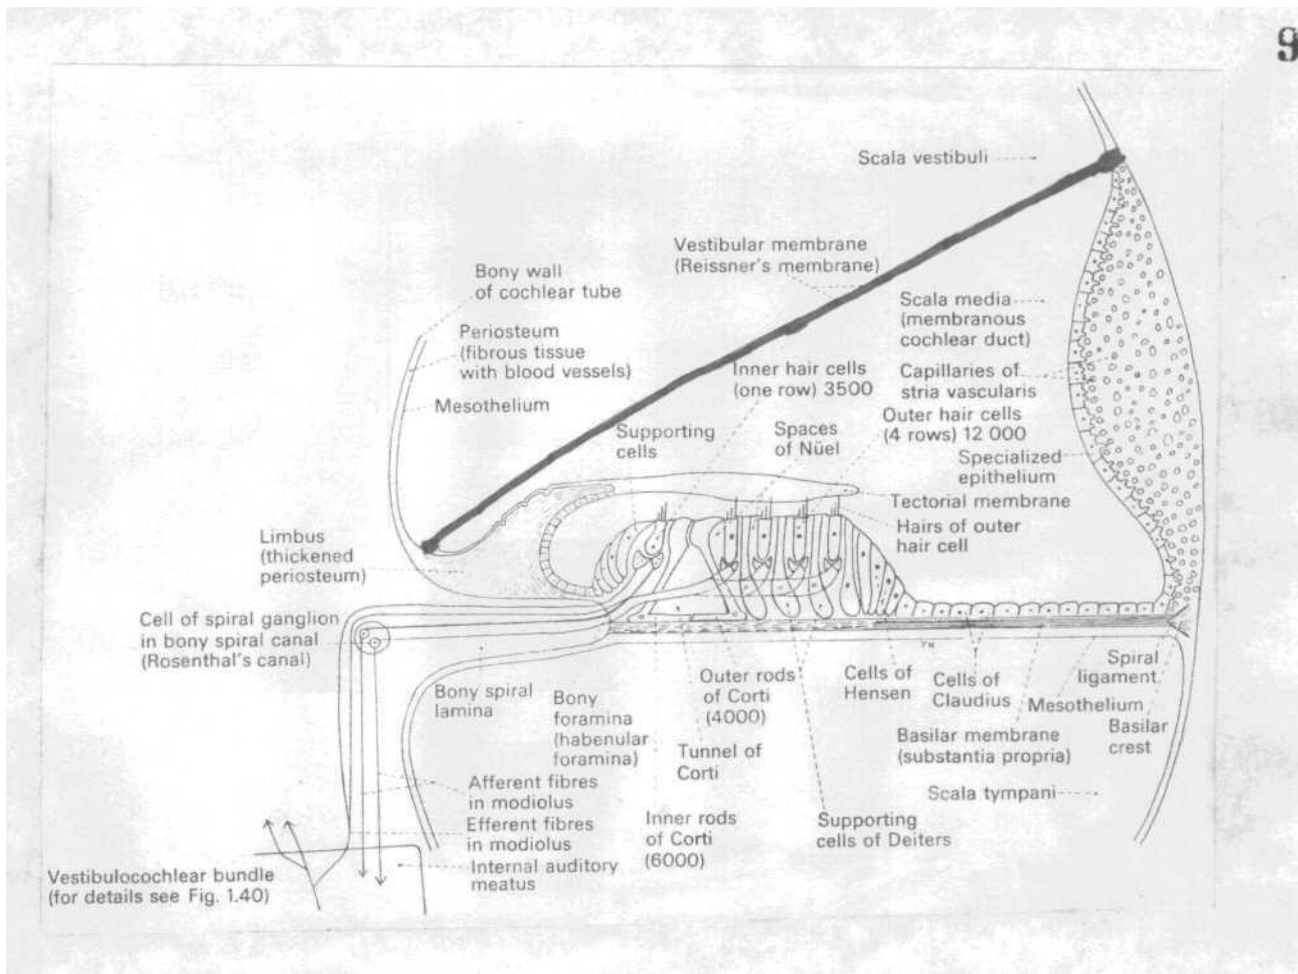 9
Scala vestibuli
Vestibular membrane
(Reissner's membrane)
Bony wall
of cochlear tube
Scala media
(membranous
cochlear duct)
Periosteum
(fibrous tissue
with blood vessels)
Inner hair cells
(one row) 3500
Capillaries of
stria vascularis
Mesothelium
Outer hair cells
(4 rows) 12 000
Supporting
cells
Spaces
of Nüel
Specialized
epithelium
Tectorial membrane
Hairs of outer
hair cell
Limbus
(thickened
periosteum)
Cell of spiral ganglion
in bony spiral canal
(Rosenthal's canal)
Bony spiral
lamina
Bony
foramina
(habenular
foramina)
Outer rods
of Corti
(4000)
Cells of
Hensen
Cells of
Claudius
Spiral
ligament
Mesothelium
Basilar
crest
Basilar membrane
(substantia propria)
Tunnel of
Corti
Afferent fibres
in modiolus
Scala tympani
Inner rods
of Corti
(6000)
Supporting
cells of Deiters
Efferent fibres
in modiolus
Internal auditory
meatus
Vestibulocochlear bundle
(for details see Fig. 1.40)